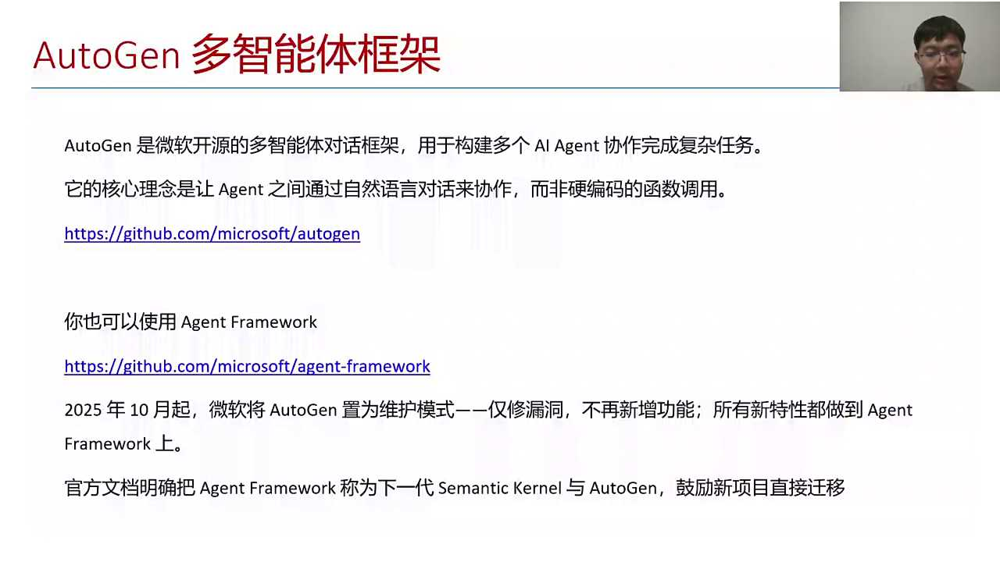 AutoGen 多智能体框架
AutoGen 是微软开源的多智能体对话框架，用于构建多个 AI Agent 协作完成复杂任务。
它的核心理念是让 Agent 之间通过自然语言对话来协作，而非硬编码的函数调用。
https://github.com/microsoft/autogen
你也可以使用 Agent Framework
https://github.com/microsoft/agent-framework
2025 年 10 月起，微软将 AutoGen 置为维护模式——仅修漏洞，不再新增功能；所有新特性都做到 Agent
Framework 上。
官方文档明确把 Agent Framework 称为下一代 Semantic Kernel 与 AutoGen，鼓励新项目直接迁移